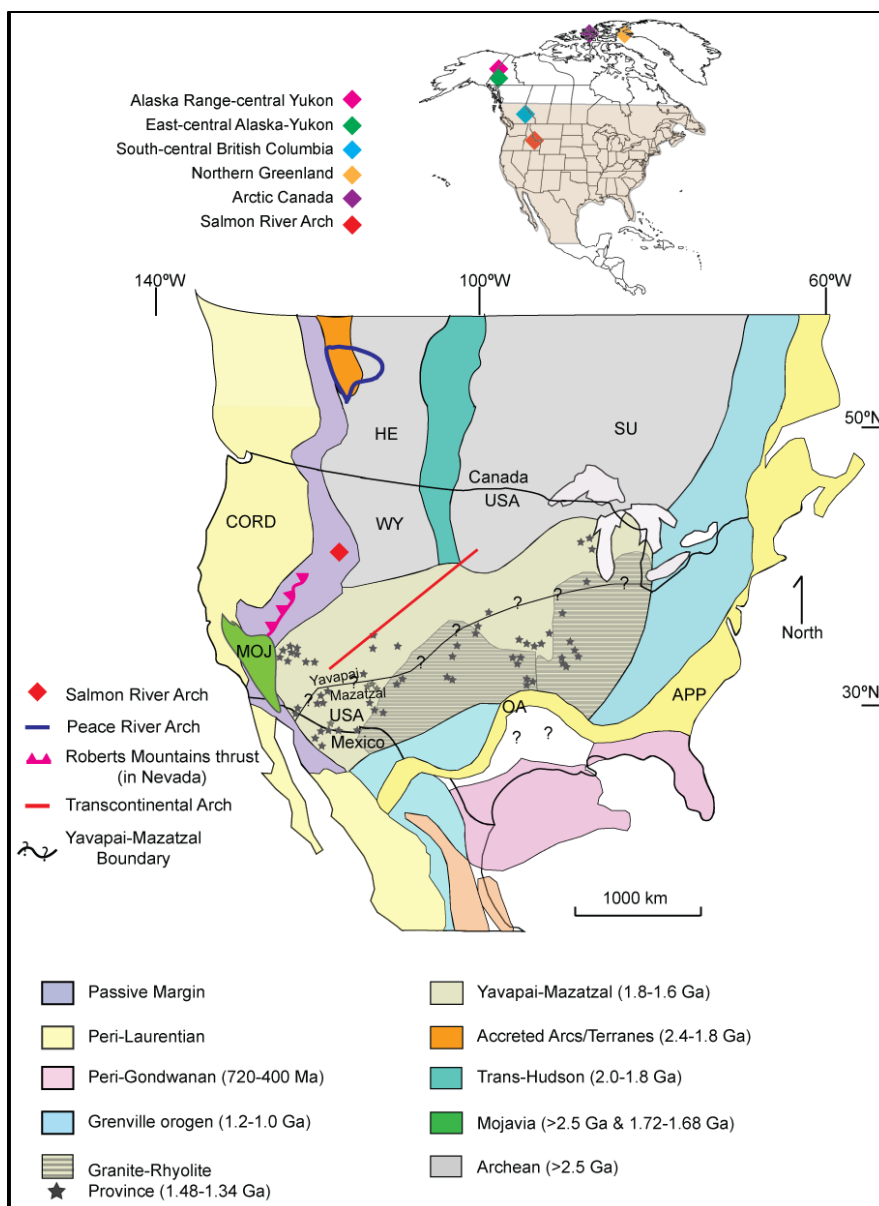 Alaska Range-central Yukon
East-central Alaska-Yukon
South-central British Columbia
Northern Greenland
Arctic Canada
Salmon River Arch
140ºW
100ºW
60ºW
50ºN
HE
SU
Canada
USA
CORD
WY
? ? ?
North
?
MOJ
?
Yavapai
?
Mazatzal
?
USA
Mexico
OA
APP
30ºN
? ?
Salmon River Arch
Peace River Arch
Roberts Mountains thrust
(in Nevada)
Transcontinental Arch
?
Yavapai-Mazatzal
Boundary
1000 km
Passive Margin
Peri-Laurentian
Peri-Gondwanan (720-400 Ma)
Grenville orogen (1.2-1.0 Ga)
Granite-Rhyolite
Province (1.48-1.34 Ga)
Yavapai-Mazatzal (1.8-1.6 Ga)
Accreted Arcs/Terranes (2.4-1.8 Ga)
Trans-Hudson (2.0-1.8 Ga)
Mojavia (>2.5 Ga & 1.72-1.68 Ga)
Archean (>2.5 Ga)